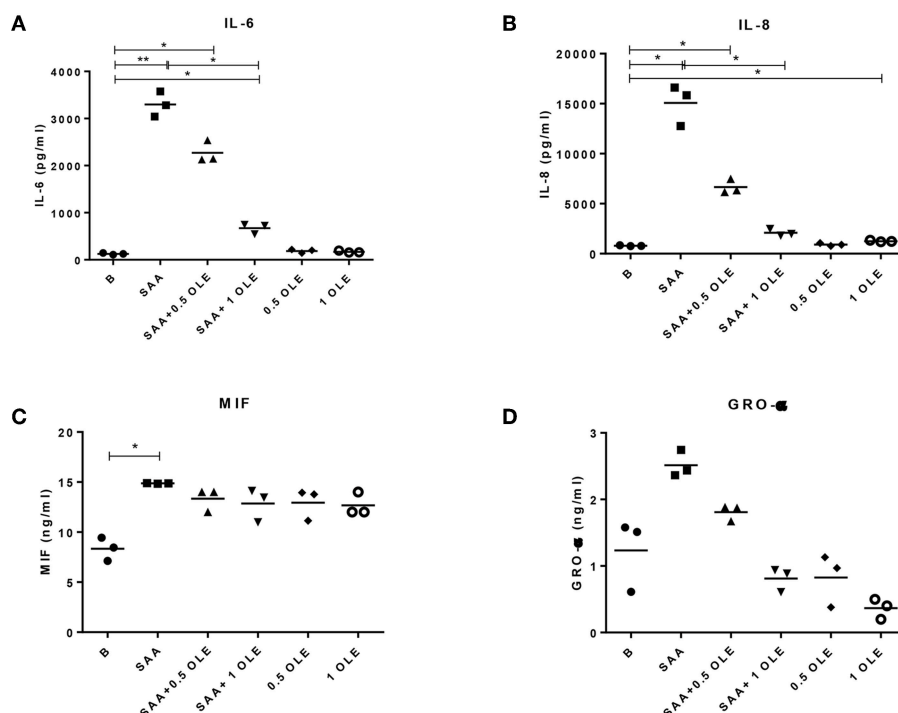 A
IL-6
*
** *
*
4000
3000
2000
1000
0
IL-6 (pg/ml)
B
SAA
SAA+0.5 OLE
SAA+ 1 OLE
0.5 OLE
1 OLE
B
IL-8
*
* *
*
20000
15000
10000
5000
0
IL-8 (pg/ml)
B
SAA
SAA+0.5 OLE
SAA+ 1 OLE
0.5 OLE
1 OLE
C
MIF
*
20
15
10
5
0
MIF (ng/ml)
B
SAA
SAA+0.5 OLE
SAA+ 1 OLE
0.5 OLE
1 OLE
D
GRO-
3
2
1
0
GRO- (ng/ml)
B
SAA
SAA+0.5 OLE
SAA+ 1 OLE
0.5 OLE
1 OLE